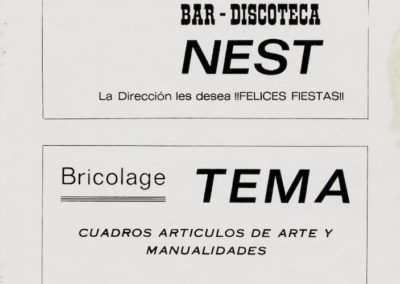 BAR - DISCOTECA
NEST
La Dirección les desea !!FELICES FIESTAS!!
Bricolage TEMA
CUADROS ARTICULOS DE ARTE Y
MANUALIDADES